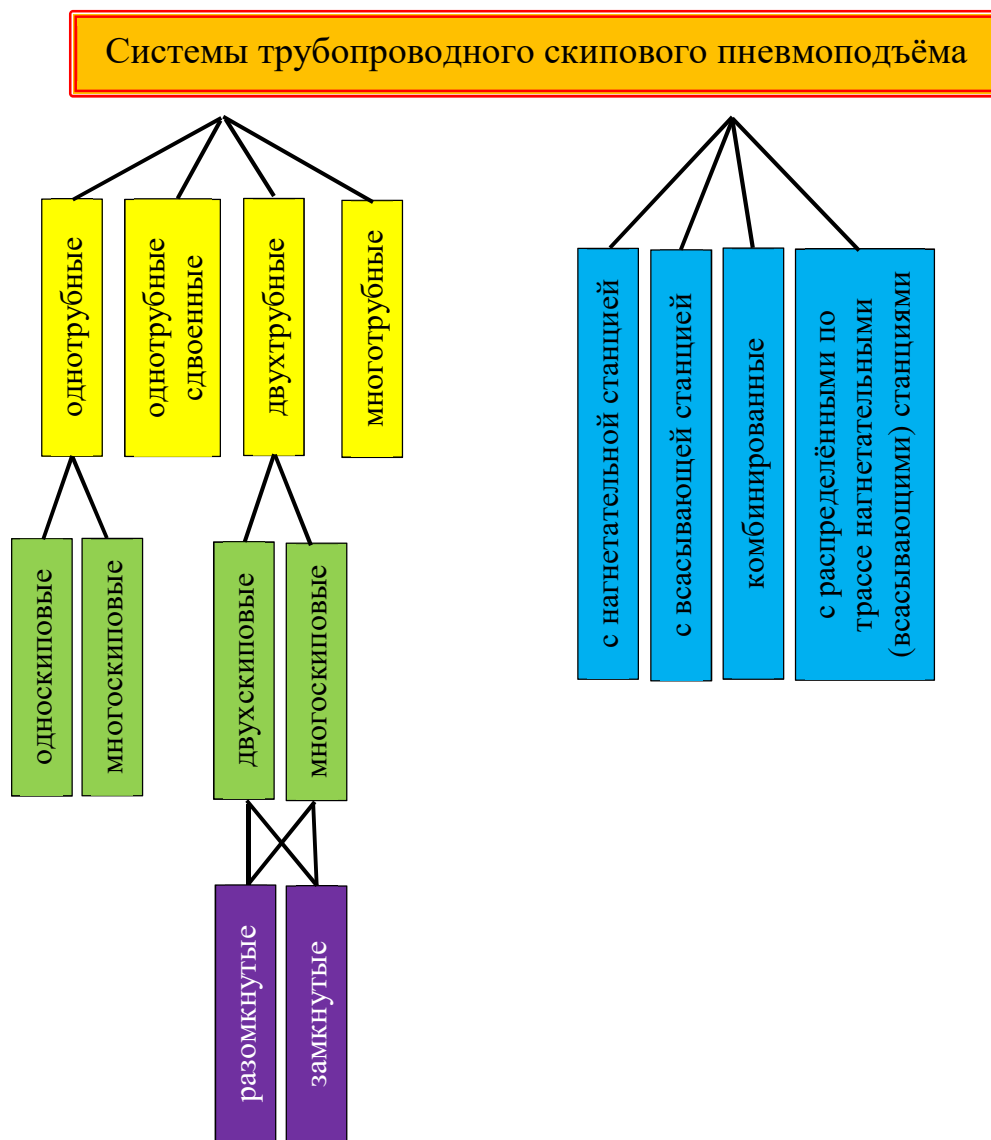 Системы трубопроводного скипового пневмоподъёма
однотрубные
однотрубные
сдвоенные
двухтрубные
многотрубные
с нагнетательной станцией
с всасывающей станцией
комбинированные
с распределёнными по
трассе нагнетательными
(всасывающими) станциями
односкиповые
многоскиповые
двухскиповые
многоскиповые
разомкнутые
замкнутые